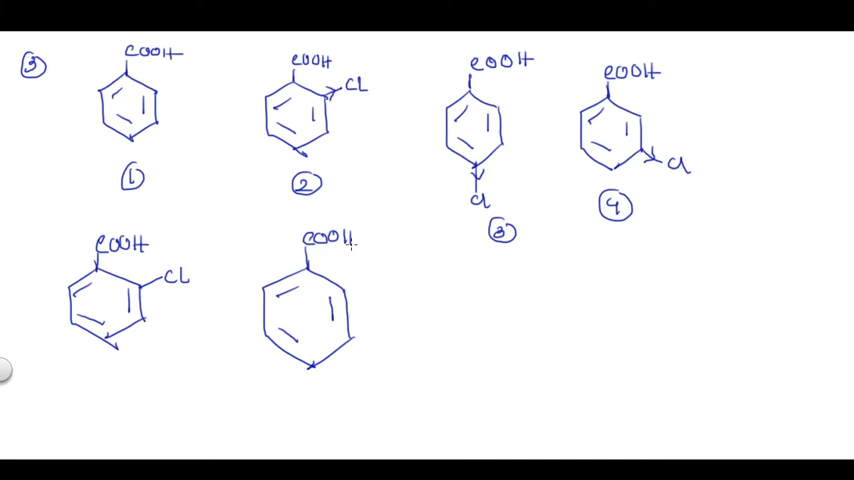 ③
COOH COOH COOH COOH
CL
Cl
Cl
① ② ③ ④
COOH COOH
CL